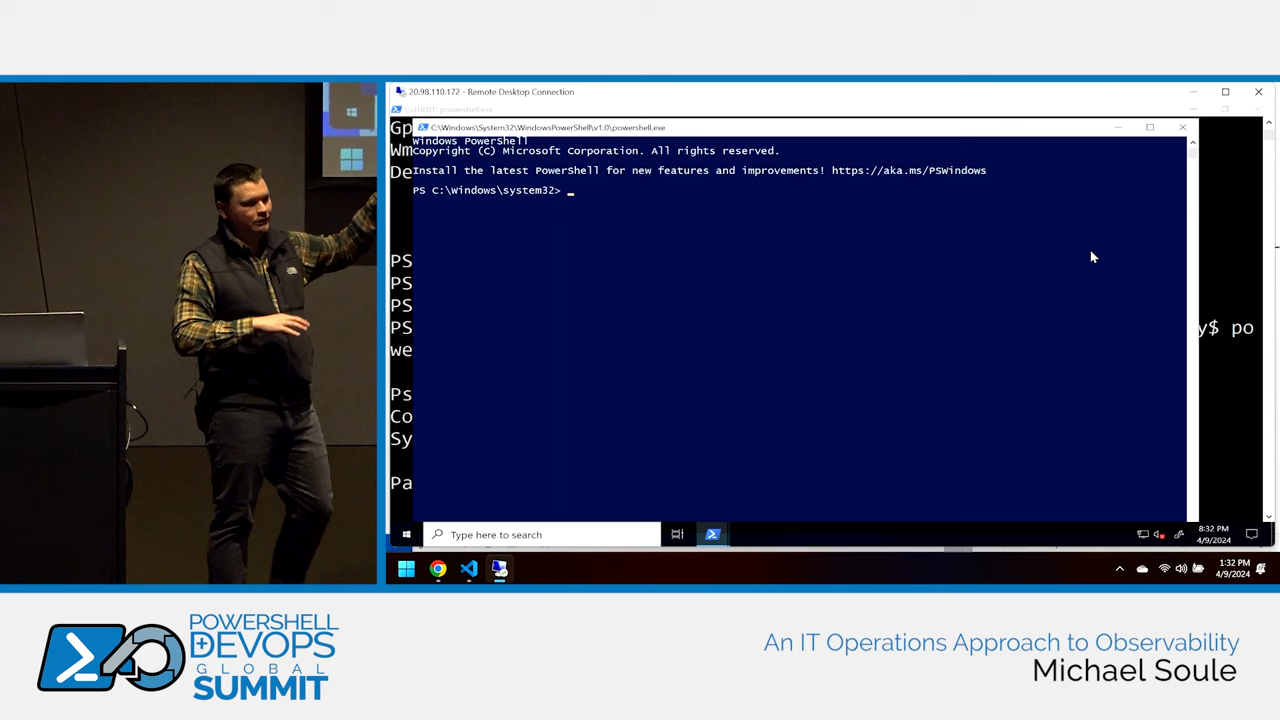 20.98.110.172 - Remote Desktop Connection
powershell.exe
C:\Windows\System32\WindowsPowerShell\v1.0\powershell.exe
Gp
Wm
De
Windows PowerShell
Copyright (C) Microsoft Corporation. All rights reserved.
Install the latest PowerShell for new features and improvements! https://aka.ms/PSWindows
PS C:\Windows\system32> _
PS
PS
PS
PS
y$ po
we
Ps
Co
Sy
Pa
Type here to search
8:32 PM
4/9/2024
1:32 PM
4/9/2024
POWERSHELL
+DEVOPS
GLOBAL
SUMMIT
An IT Operations Approach to Observability
Michael Soule